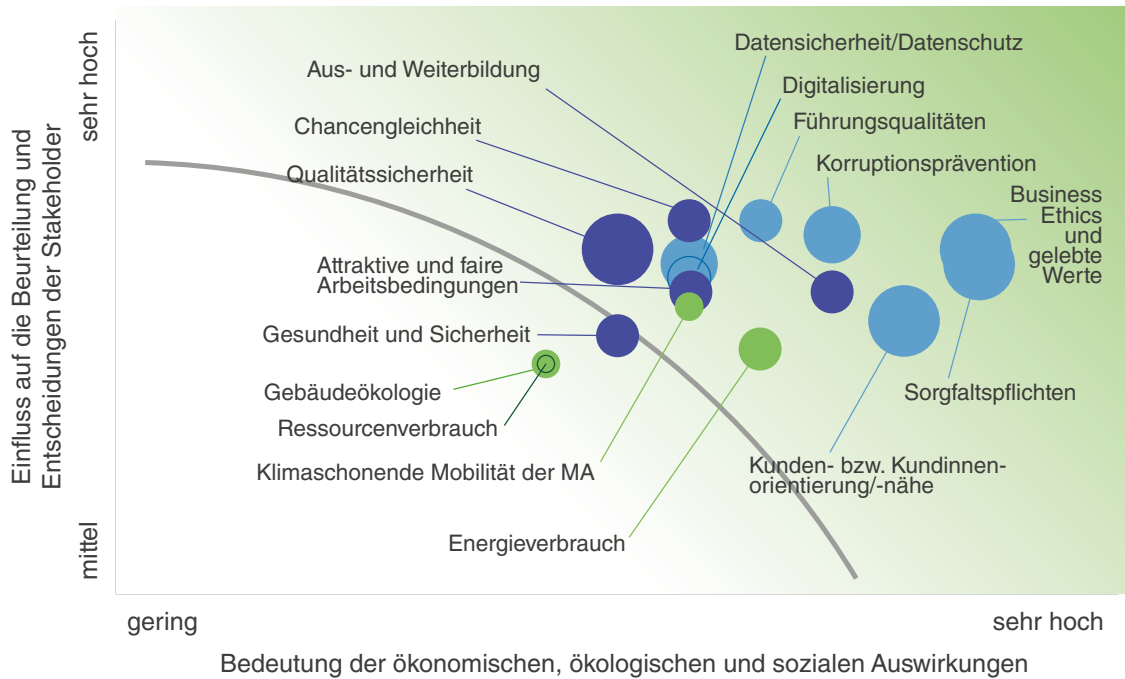 Einfluss auf die Beurteilung und
Entscheidungen der Stakeholder
sehr hoch
mittel
Datensicherheit/Datenschutz
Aus- und Weiterbildung
Digitalisierung
Chancengleichheit
Führungsqualitäten
Qualitätssicherheit
Korruptionsprävention
Business
Ethics
und
gelebte
Werte
Attraktive und faire
Arbeitsbedingungen
Gesundheit und Sicherheit
Gebäudeökologie
Sorgfaltspflichten
Ressourcenverbrauch
Klimaschonende Mobilität der MA
Kunden- bzw. Kundinnen-
orientierung/-nähe
Energieverbrauch
gering
sehr hoch
Bedeutung der ökonomischen, ökologischen und sozialen Auswirkungen